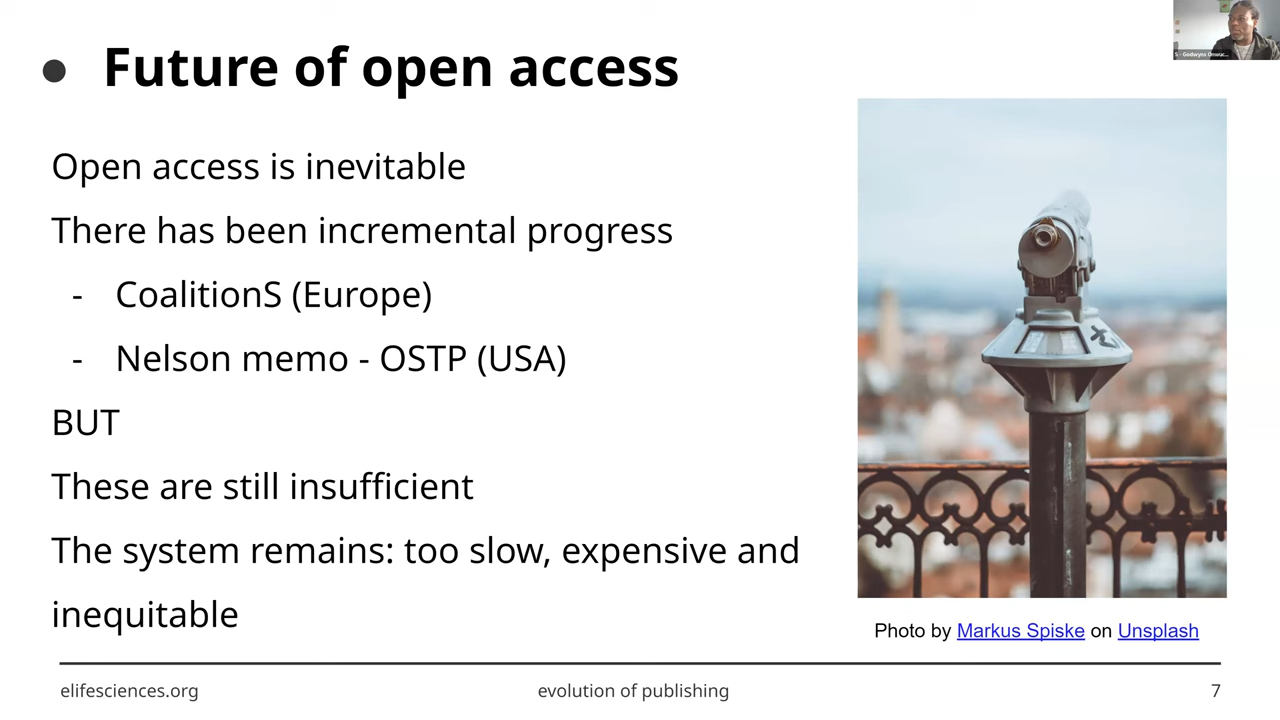 ● Future of open access
Open access is inevitable
There has been incremental progress
- CoalitionS (Europe)
- Nelson memo - OSTP (USA)
BUT
These are still insufficient
The system remains: too slow, expensive and
inequitable
Photo by Markus Spiske on Unsplash
elifesciences.org
evolution of publishing
7